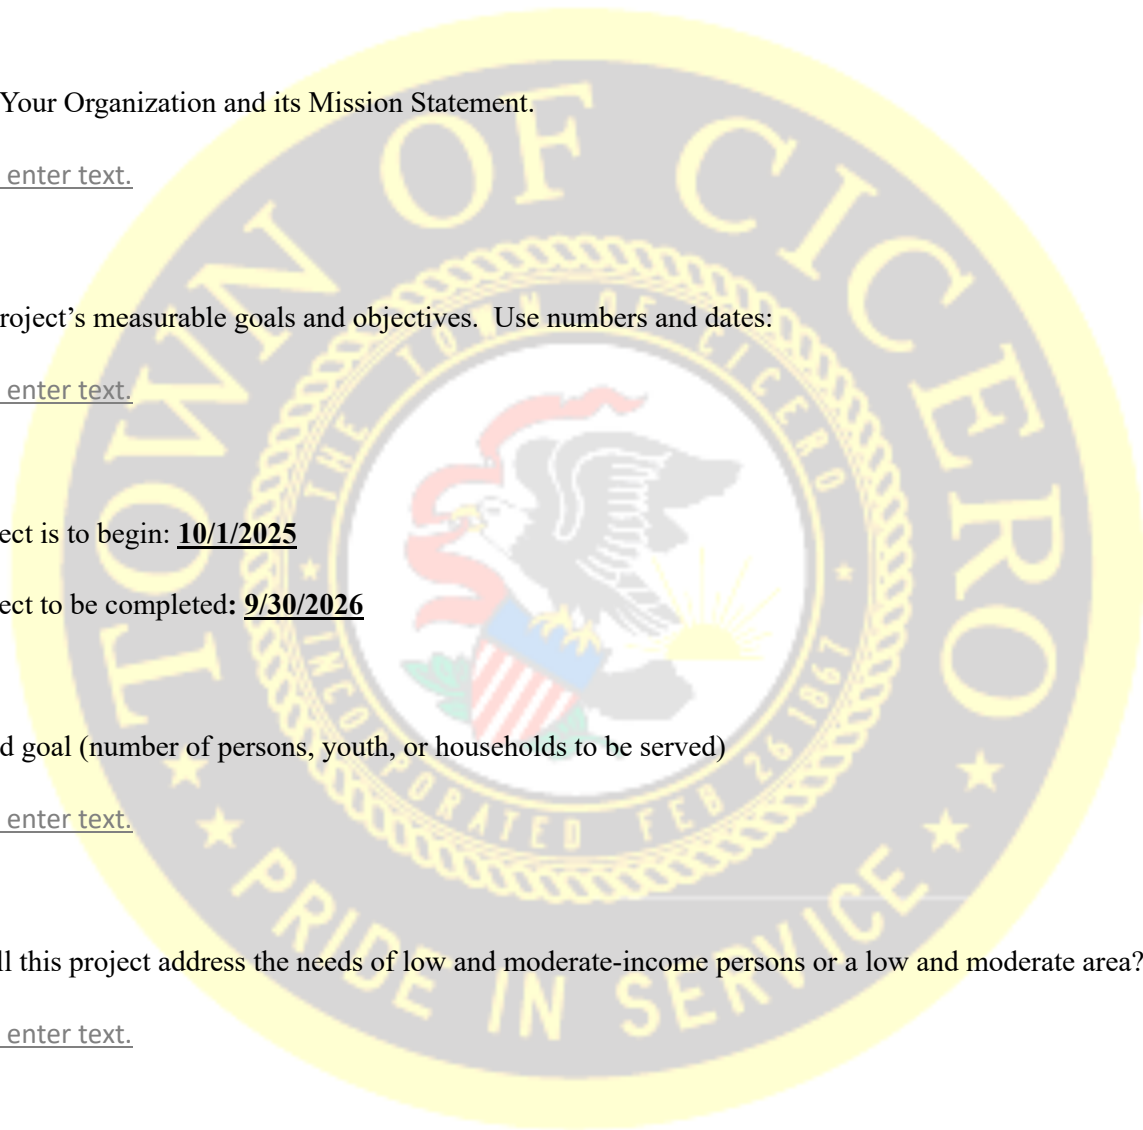 TOWN OF CICERO
Your Organization and its Mission Statement.
enter text.
THE TOWN OF CICERO
roject’s measurable goals and objectives.  Use numbers and dates:
enter text.
ect is to begin: 10/1/2025
ect to be completed: 9/30/2026
INCORPORATED FEB 26 1867
d goal (number of persons, youth, or households to be served)
enter text.
PRIDE IN SERVICE
ll this project address the needs of low and moderate-income persons or a low and moderate area?
enter text.